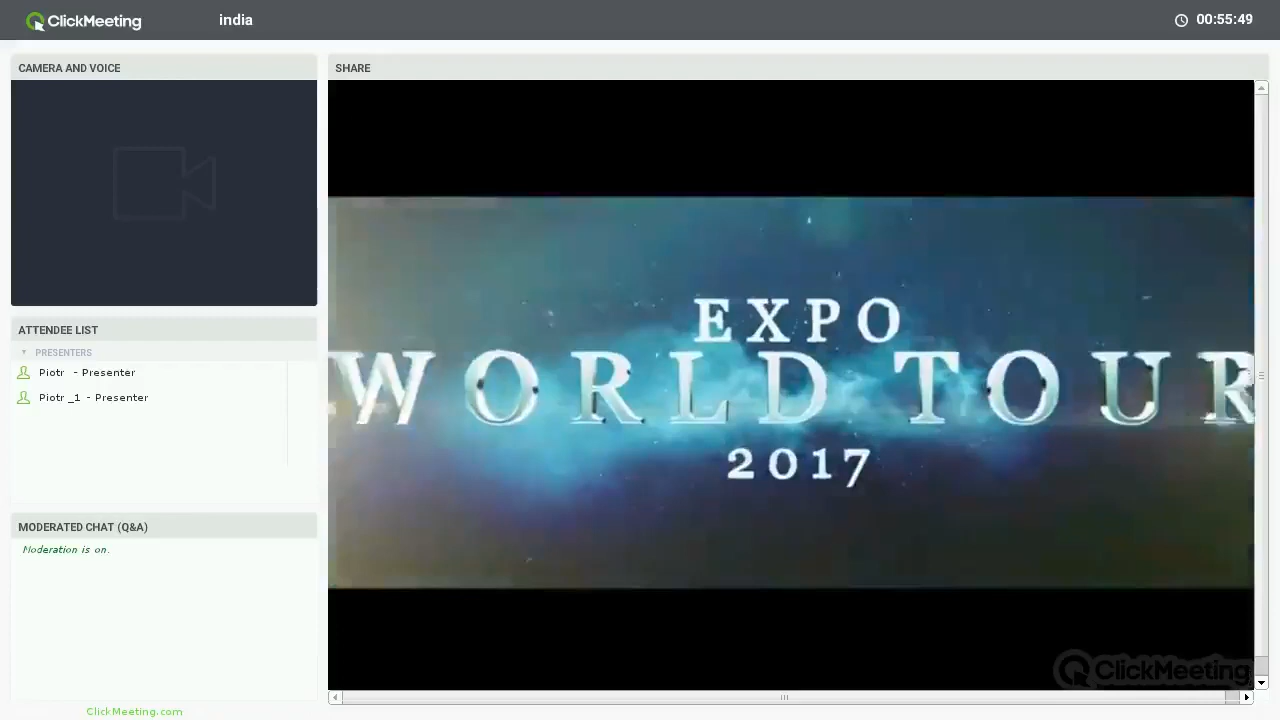 ClickMeeting
india
00:55:49
CAMERA AND VOICE
SHARE
EXPO
WORLD TOUR
2017
ATTENDEE LIST
PRESENTERS
Piotr - Presenter
Piotr _1 - Presenter
MODERATED CHAT (Q&A)
Moderation is on.
ClickMeeting
ClickMeeting.com